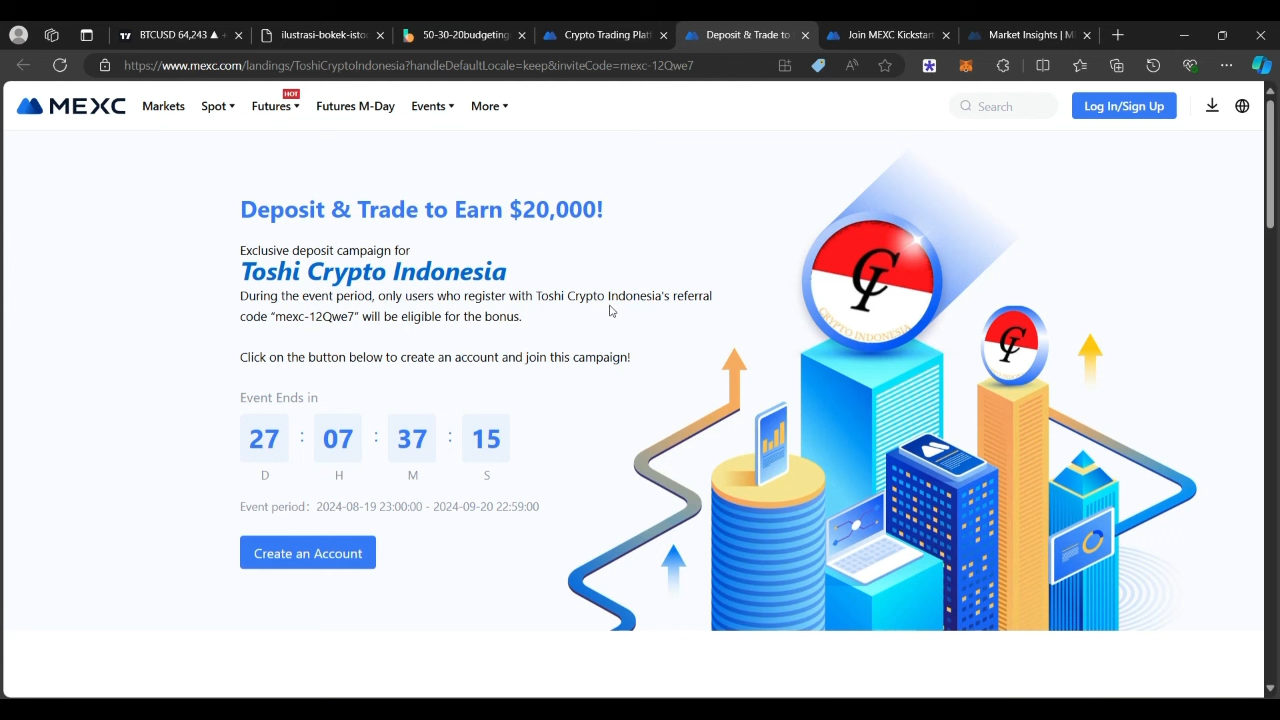 BTCUSD 64,243 ▲
ilustrasi-bokek-istoc
50-30-20budgeting
Crypto Trading Platf
Deposit & Trade to
Join MEXC Kickstart
Market Insights | M
https://www.mexc.com/landings/ToshiCryptoIndonesia?handleDefaultLocale=keep&inviteCode=mexc-12Qwe7
MEXC
Markets
Spot
HOT
Futures
Futures M-Day
Events
More
Search
Log In/Sign Up
Deposit & Trade to Earn $20,000!
Exclusive deposit campaign for
Toshi Crypto Indonesia
During the event period, only users who register with Toshi Crypto Indonesia's referral
code “mexc-12Qwe7” will be eligible for the bonus.
Click on the button below to create an account and join this campaign!
Event Ends in
27 : 07 : 37 : 15
D H M S
Event period: 2024-08-19 23:00:00 - 2024-09-20 22:59:00
Create an Account
CRYPTO INDONESIA